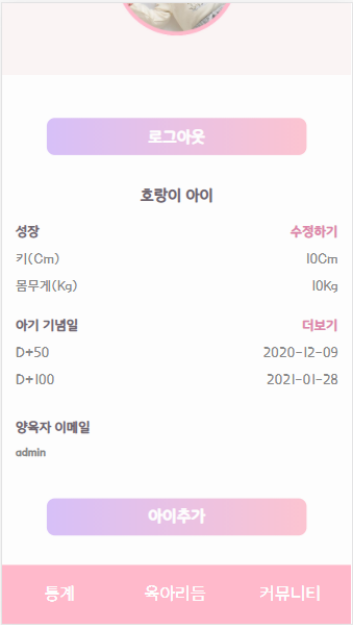 로그아웃
호랑이 아이
성장 수정하기
키(Cm) 10Cm
몸무게(Kg) 10Kg
아기 기념일 더보기
D+50 2020-12-09
D+100 2021-01-28
양육자 이메일
admin
아이추가
통계 육아리듬 커뮤니티